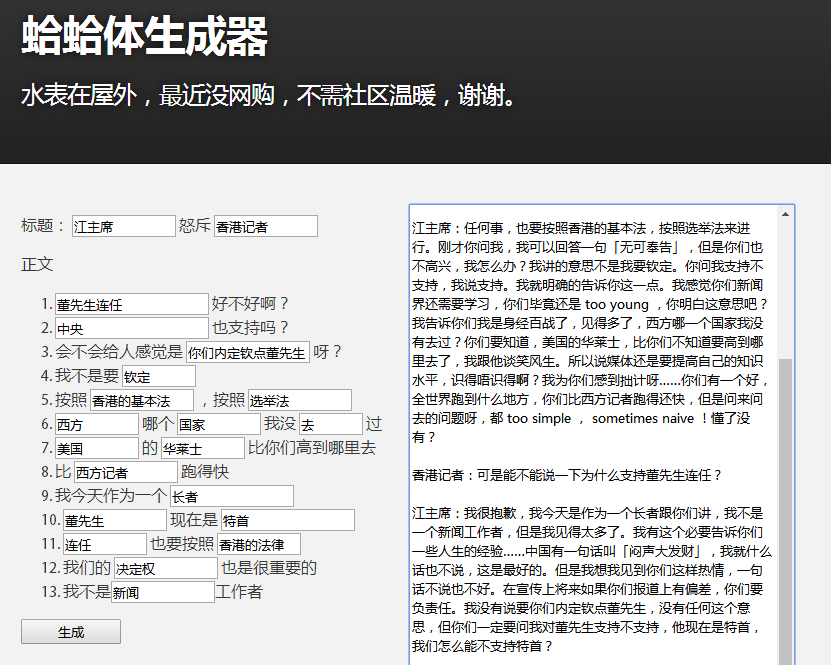 蛤蛤体生成器
水表在屋外，最近没网购，不需社区温暖，谢谢。
标题： 江主席 怒斥 香港记者
正文
1. 董先生连任 好不好啊？
2. 中央 也支持吗？
3. 会不会给人感觉是 你们内定钦点董先生 呀？
4. 我不是要 钦定
5. 按照 香港的基本法 ，按照 选举法
6. 西方 哪个 国家 我没 去 过
7. 美国 的 华莱士 比你们高到哪里去
8. 比 西方记者 跑得快
9. 我今天作为一个 长者
10. 董先生 现在是 特首
11. 连任 也要按照 香港的法律
12. 我们的 决定权 也是很重要的
13. 我不是 新闻 工作者
生成
江主席：任何事，也要按照香港的基本法，按照选举法来进
行。刚才你问我，我可以回答一句「无可奉告」，但是你们也
不高兴，我怎么办？我讲的意思不是我要钦定。你问我支持不
支持，我说支持。我就明确的告诉你这一点。我感觉你们新闻
界还需要学习，你们毕竟还是 too young ，你明白这意思吧？
我告诉你们我是身经百战了，见得多了，西方哪一个国家我没
有去过？你们要知道，美国的华莱士，比你们不知道要高到哪
里去了，我跟他谈笑风生。所以说媒体还是要提高自己的知识
水平，识得唔识得啊？我为你们感到拙计呀……你们有一个好，
全世界跑到什么地方，你们比西方记者跑得还快，但是问来问
去的问题呀，都 too simple ， sometimes naive ！懂了没
有？
香港记者：可是能不能说一下为什么支持董先生连任？
江主席：我很抱歉，我今天是作为一个长者跟你们讲，我不是
一个新闻工作者，但是我见得太多了。我有这个必要告诉你们
一些人生的经验……中国有一句话叫「闷声大发财」，我就什么
话也不说，这是最好的。但是我想我见到你们这样热情，一句
话不说也不好。在宣传上将来如果你们报道上有偏差，你们要
负责任。我没有说要你们内定钦点董先生，没有任何这个意
思，但你们一定要问我对董先生支持不支持，他现在是特首，
我们怎么能不支持特首？